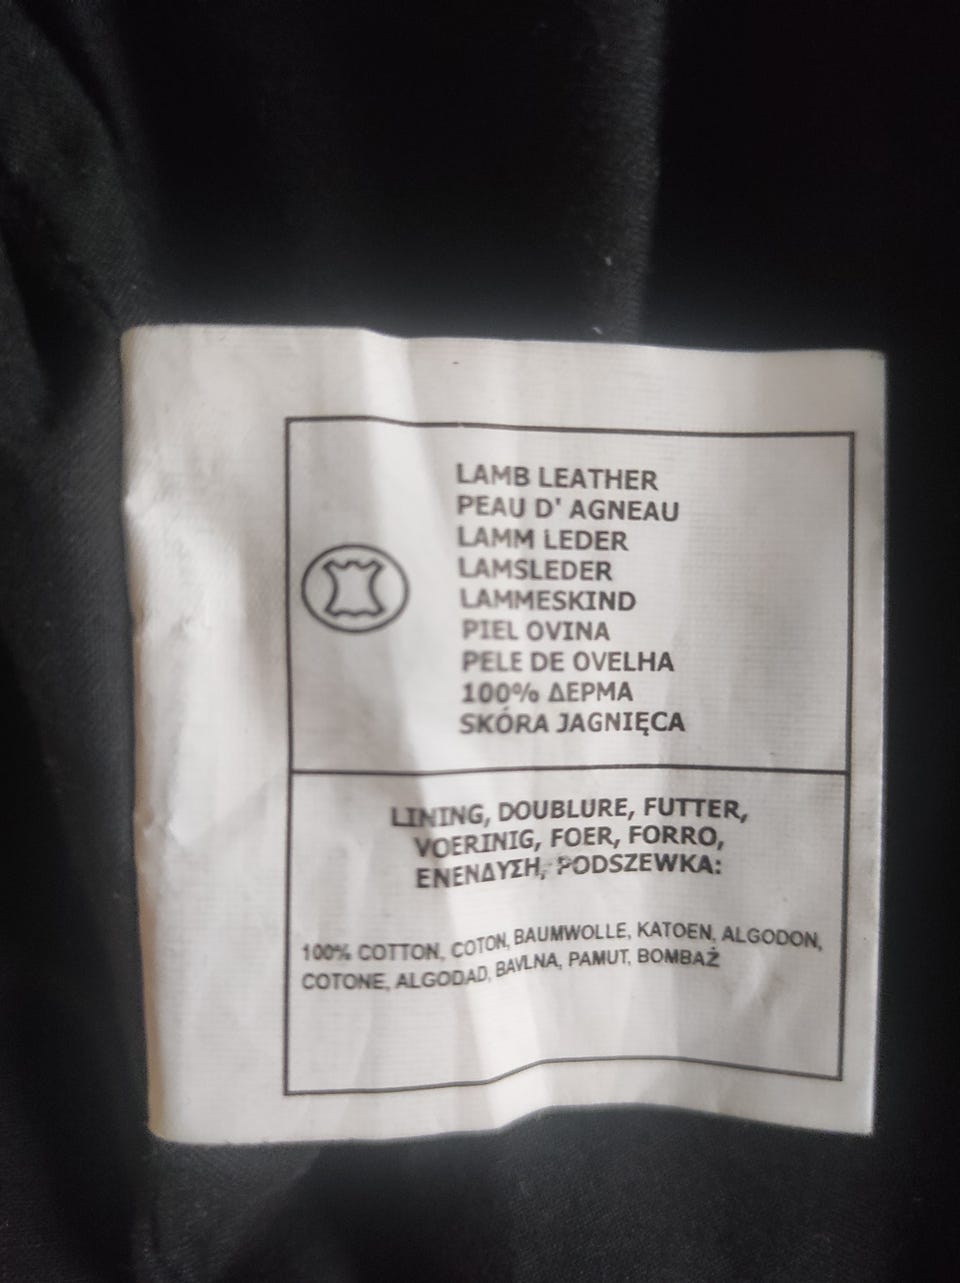 LAMB LEATHER
PEAU D' AGNEAU
LAMM LEDER
LAMSLEDER
LAMMESKIND
PIEL OVINA
PELE DE OVELHA
100% ΔΕΡΜΑ
SKÓRA JAGNIĘCA
LINING, DOUBLURE, FUTTER,
VOERINIG, FOER, FORRO,
ΕΝΕΝΔΥΣΗ, PODSZEWKA:
100% COTTON, COTON, BAUMWOLLE, KATOEN, ALGODON,
COTONE, ALGODAD, BAVLNA, PAMUT, BOMBAŻ